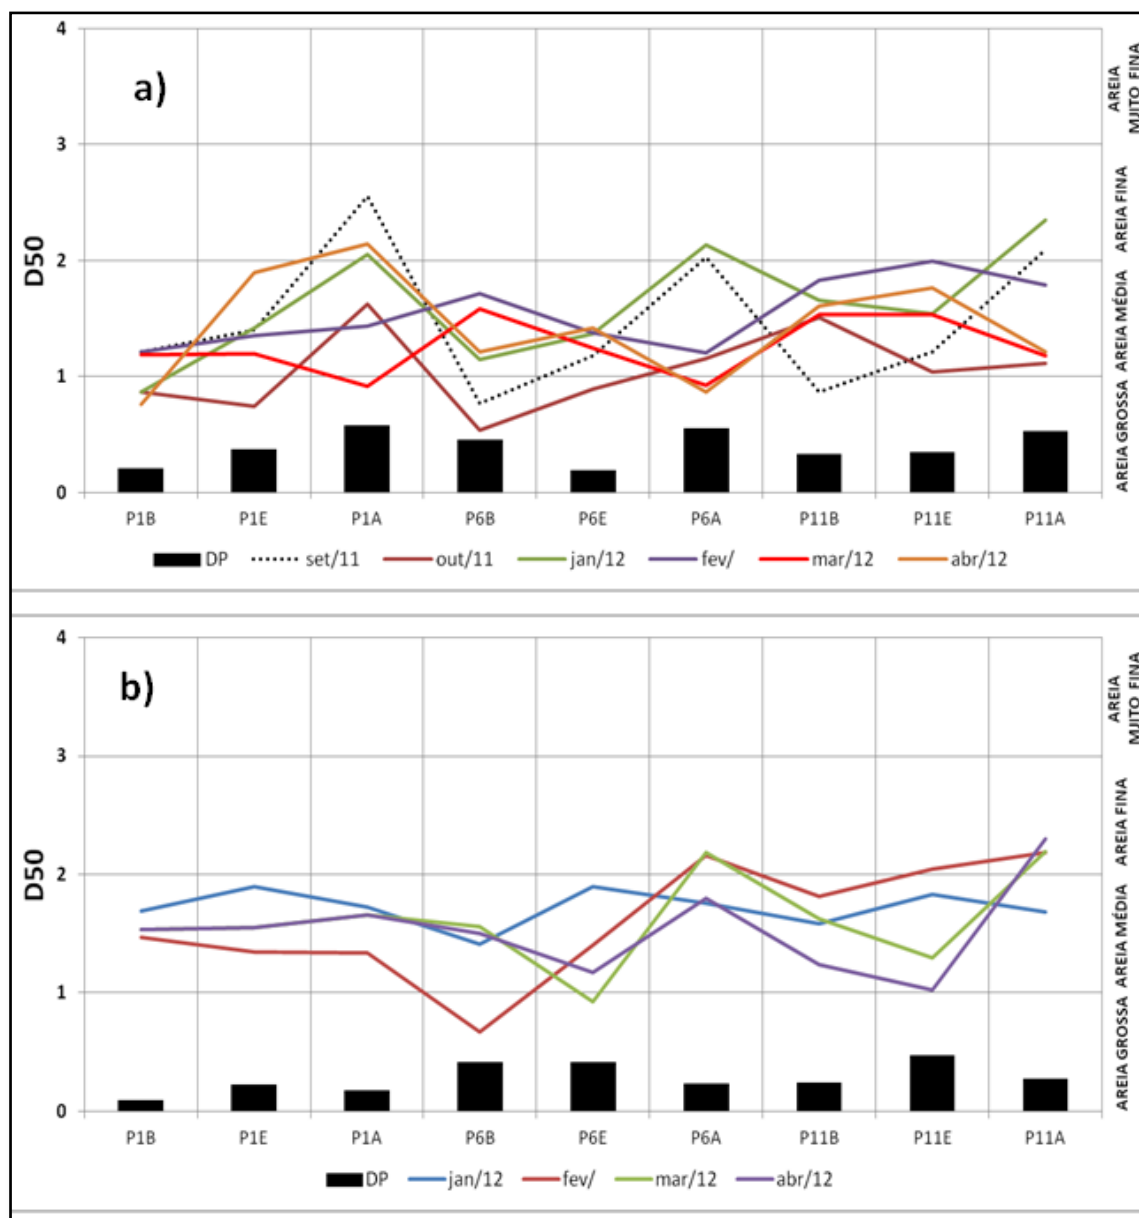 a)
D50
4
3
2
1
0
AREIA
MJITO FINA
AREIA FINA
AREIA MÉDIA
AREIA GROSSA
P1B P1E P1A P6B P6E P6A P11B P11E P11A
DP set/11 out/11 jan/12 fev/ mar/12 abr/12
b)
D50
4
3
2
1
0
AREIA
MJITO FINA
AREIA FINA
AREIA MÉDIA
AREIA GROSSA
P1B P1E P1A P6B P6E P6A P11B P11E P11A
DP jan/12 fev/ mar/12 abr/12